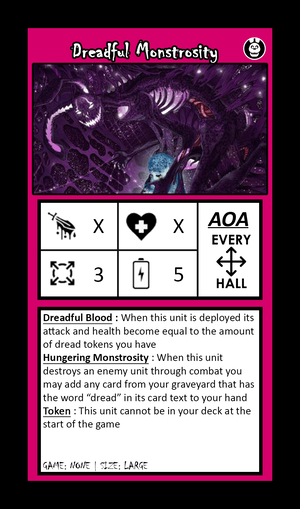 Dreadful Monstrosity
X X AOA
EVERY
3 5 HALL
Dreadful Blood : When this unit is deployed its
attack and health become equal to the amount
of dread tokens you have
Hungering Monstrosity : When this unit
destroys an enemy unit through combat you
may add any card from your graveyard that has
the word “dread” in its card text to your hand
Token : This unit cannot be in your deck at the
start of the game
GAME: NONE | SIZE: LARGE